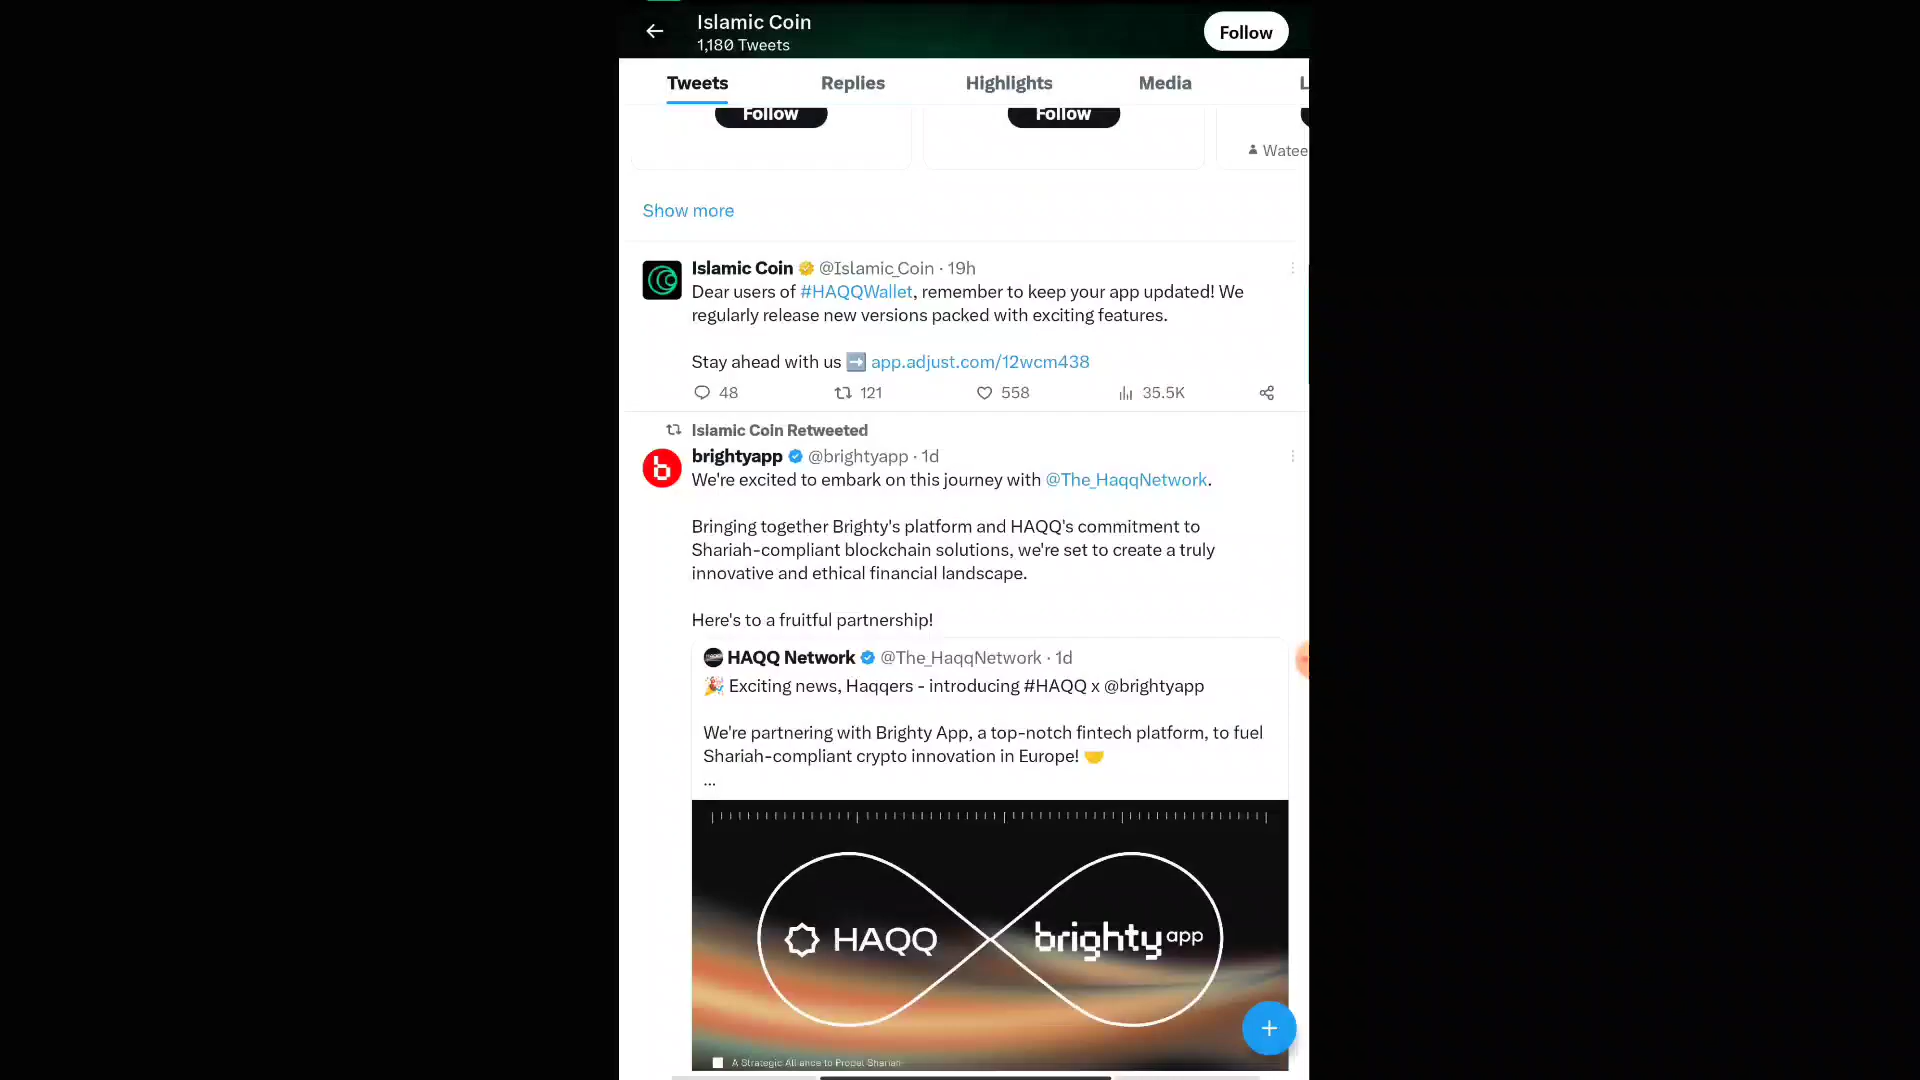 Islamic Coin
1,180 Tweets
Follow
Tweets Replies Highlights Media L
Follow Follow
Watee
Show more
Islamic Coin @Islamic_Coin · 19h
Dear users of #HAQQWallet, remember to keep your app updated! We
regularly release new versions packed with exciting features.
Stay ahead with us ➡️ app.adjust.com/12wcm438
48 121 558 35.5K
Islamic Coin Retweeted
brightyapp @brightyapp · 1d
We're excited to embark on this journey with @The_HaqqNetwork.
Bringing together Brighty's platform and HAQQ's commitment to
Shariah-compliant blockchain solutions, we're set to create a truly
innovative and ethical financial landscape.
Here's to a fruitful partnership!
HAQQ Network @The_HaqqNetwork · 1d
🎉 Exciting news, Haqqers - introducing #HAQQ x @brightyapp
We're partnering with Brighty App, a top-notch fintech platform, to fuel
Shariah-compliant crypto innovation in Europe! 🤝
...
HAQQ brighty app
A Strategic Alliance to Propel Shariah-